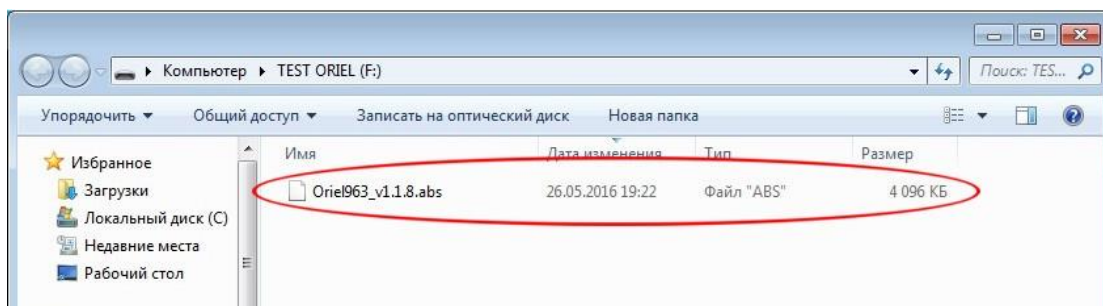 Компьютер ▸ TEST ORIEL (F:)
Поиск: TES...
Упорядочить ▼ Общий доступ ▼ Записать на оптический диск Новая папка
Имя Дата изменения Тип Размер
Избранное
Oriel963_v1.1.8.abs 26.05.2016 19:22 Файл "ABS" 4 096 КБ
Загрузки
Локальный диск (C)
Недавние места
Рабочий стол